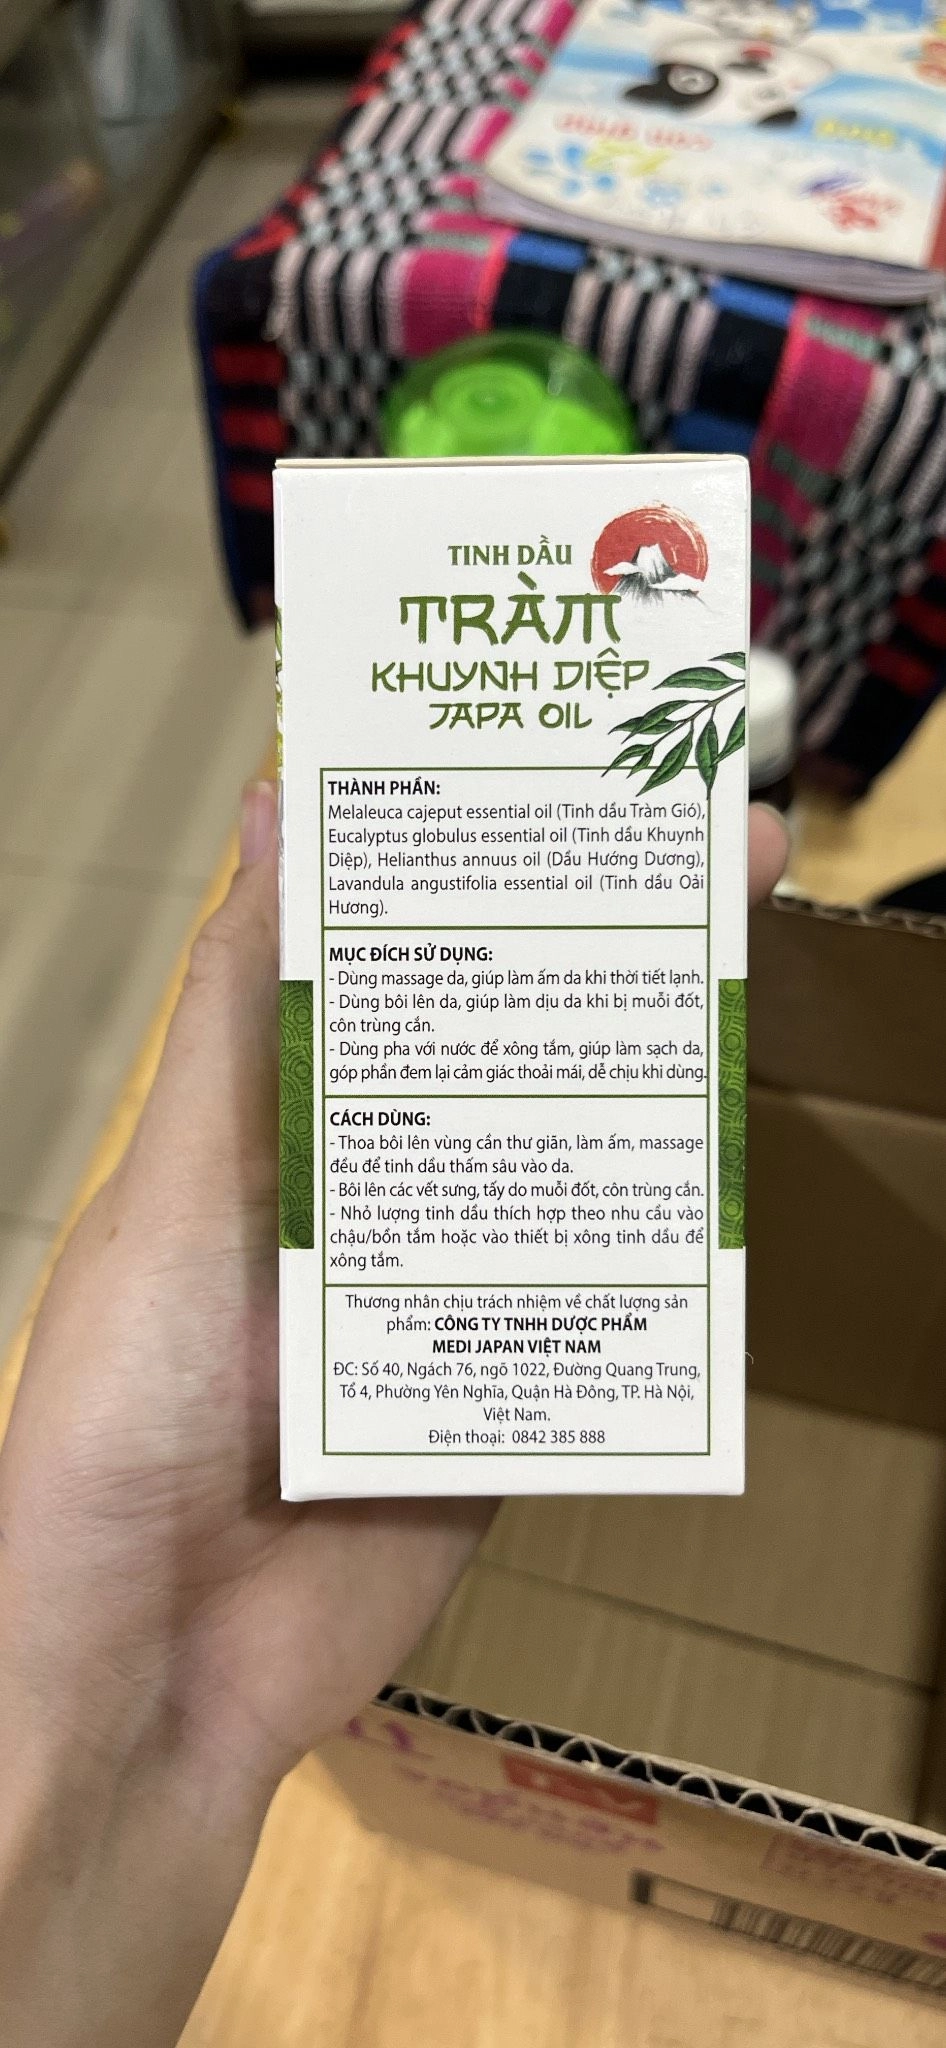 TINH DẦU
TRÀM
KHUYNH DIỆP
JAPA OIL
THÀNH PHẦN:
Melaleuca cajeput essential oil (Tinh dầu Tràm Gió),
Eucalyptus globulus essential oil (Tinh dầu Khuynh
Diệp), Helianthus annuus oil (Dầu Hướng Dương),
Lavandula angustifolia essential oil (Tinh dầu Oải
Hương).
MỤC ĐÍCH SỬ DỤNG:
- Dùng massage da, giúp làm ấm da khi thời tiết lạnh.
- Dùng bôi lên da, giúp làm dịu da khi bị muỗi đốt,
côn trùng cắn.
- Dùng pha với nước để xông tắm, giúp làm sạch da,
góp phần đem lại cảm giác thoải mái, dễ chịu khi dùng.
CÁCH DÙNG:
- Thoa bôi lên vùng cần thư giãn, làm ấm, massage
đều để tinh dầu thấm sâu vào da.
- Bôi lên các vết sưng, tấy do muỗi đốt, côn trùng cắn.
- Nhỏ lượng tinh dầu thích hợp theo nhu cầu vào
chậu/bồn tắm hoặc vào thiết bị xông tinh dầu để
xông tắm.
Thương nhân chịu trách nhiệm về chất lượng sản
phẩm: CÔNG TY TNHH DƯỢC PHẨM
MEDI JAPAN VIỆT NAM
ĐC: Số 40, Ngách 76, ngõ 1022, Đường Quang Trung,
Tổ 4, Phường Yên Nghĩa, Quận Hà Đông, TP. Hà Nội,
Việt Nam.
Điện thoại: 0842 385 888